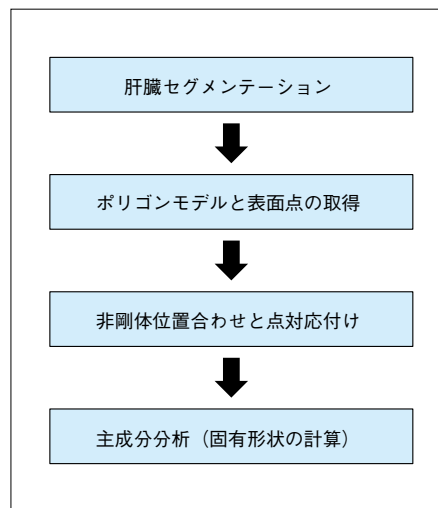 肝臓セグメンテーション
ポリゴンモデルと表面点の取得
非剛体位置合わせと点対応付け
主成分分析（固有形状の計算）